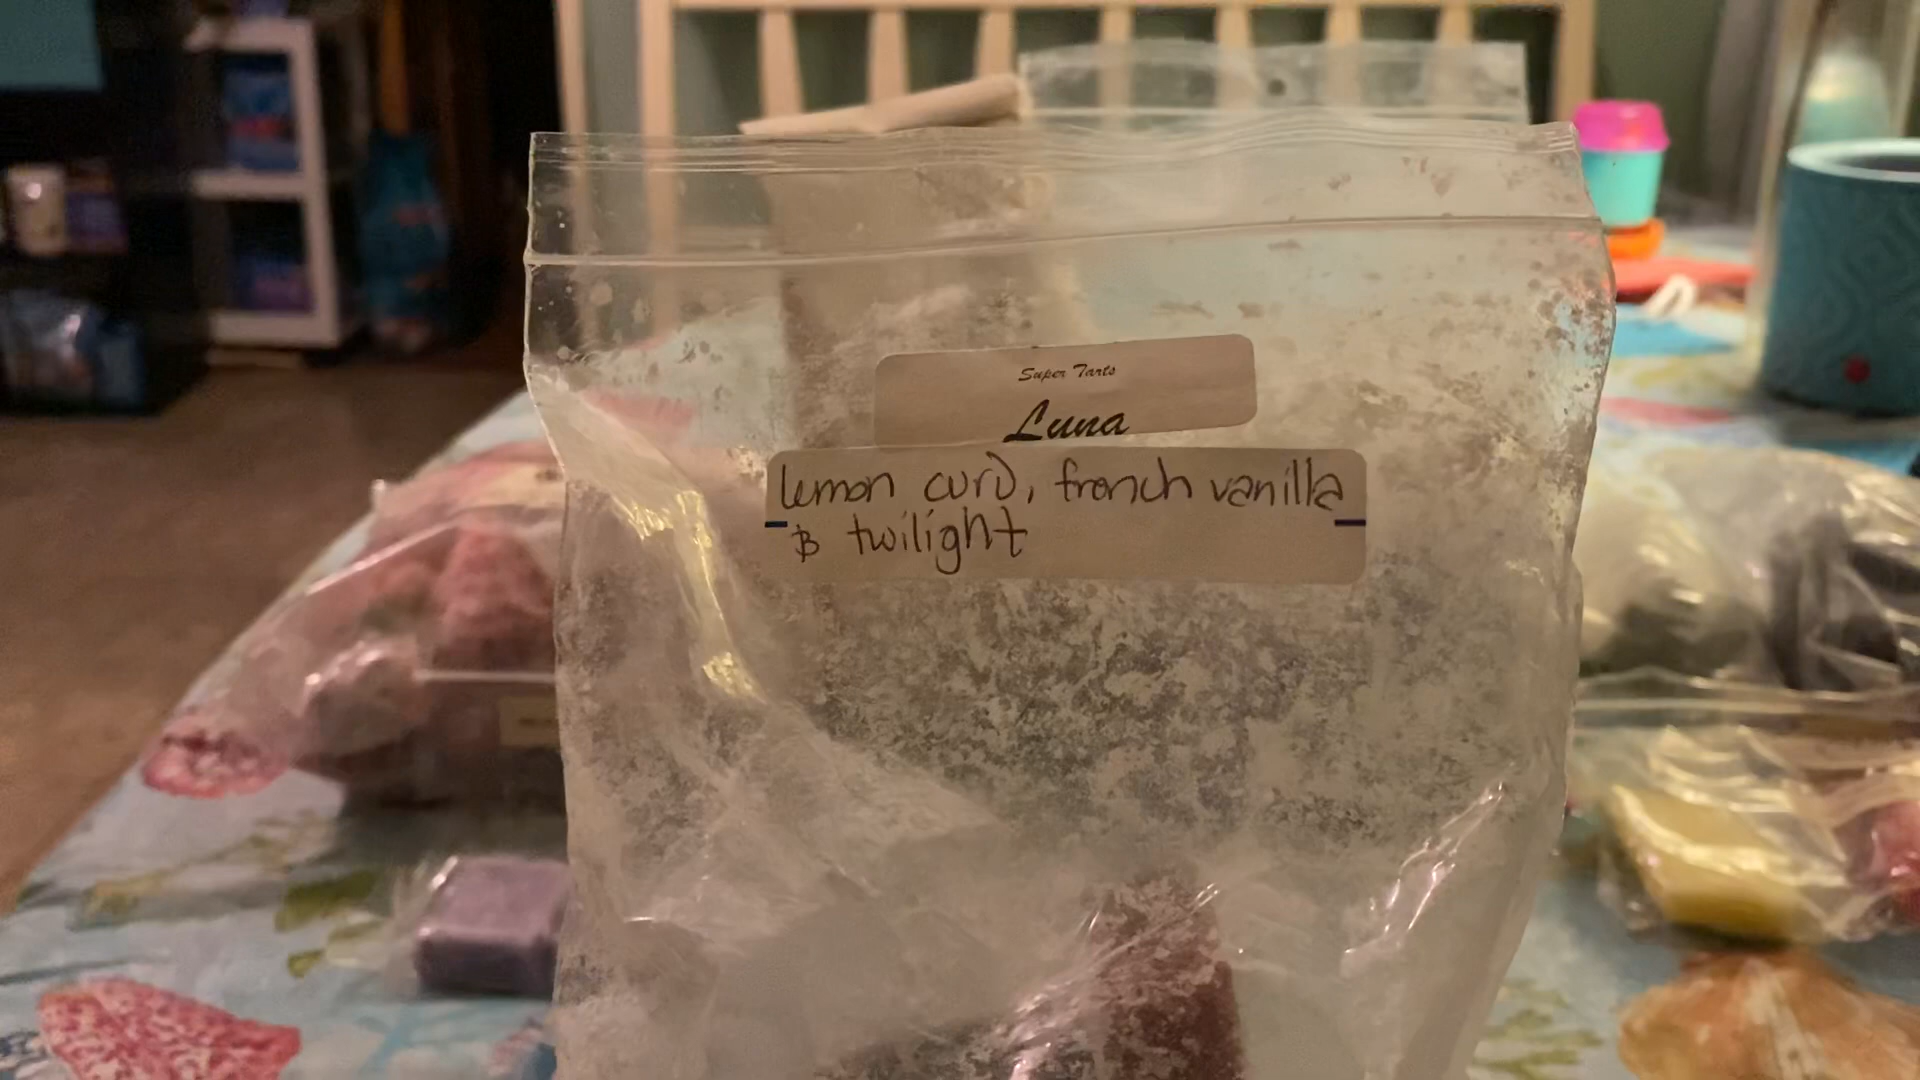 Super Tarts
Luna
lemon curd, french vanilla
& twilight